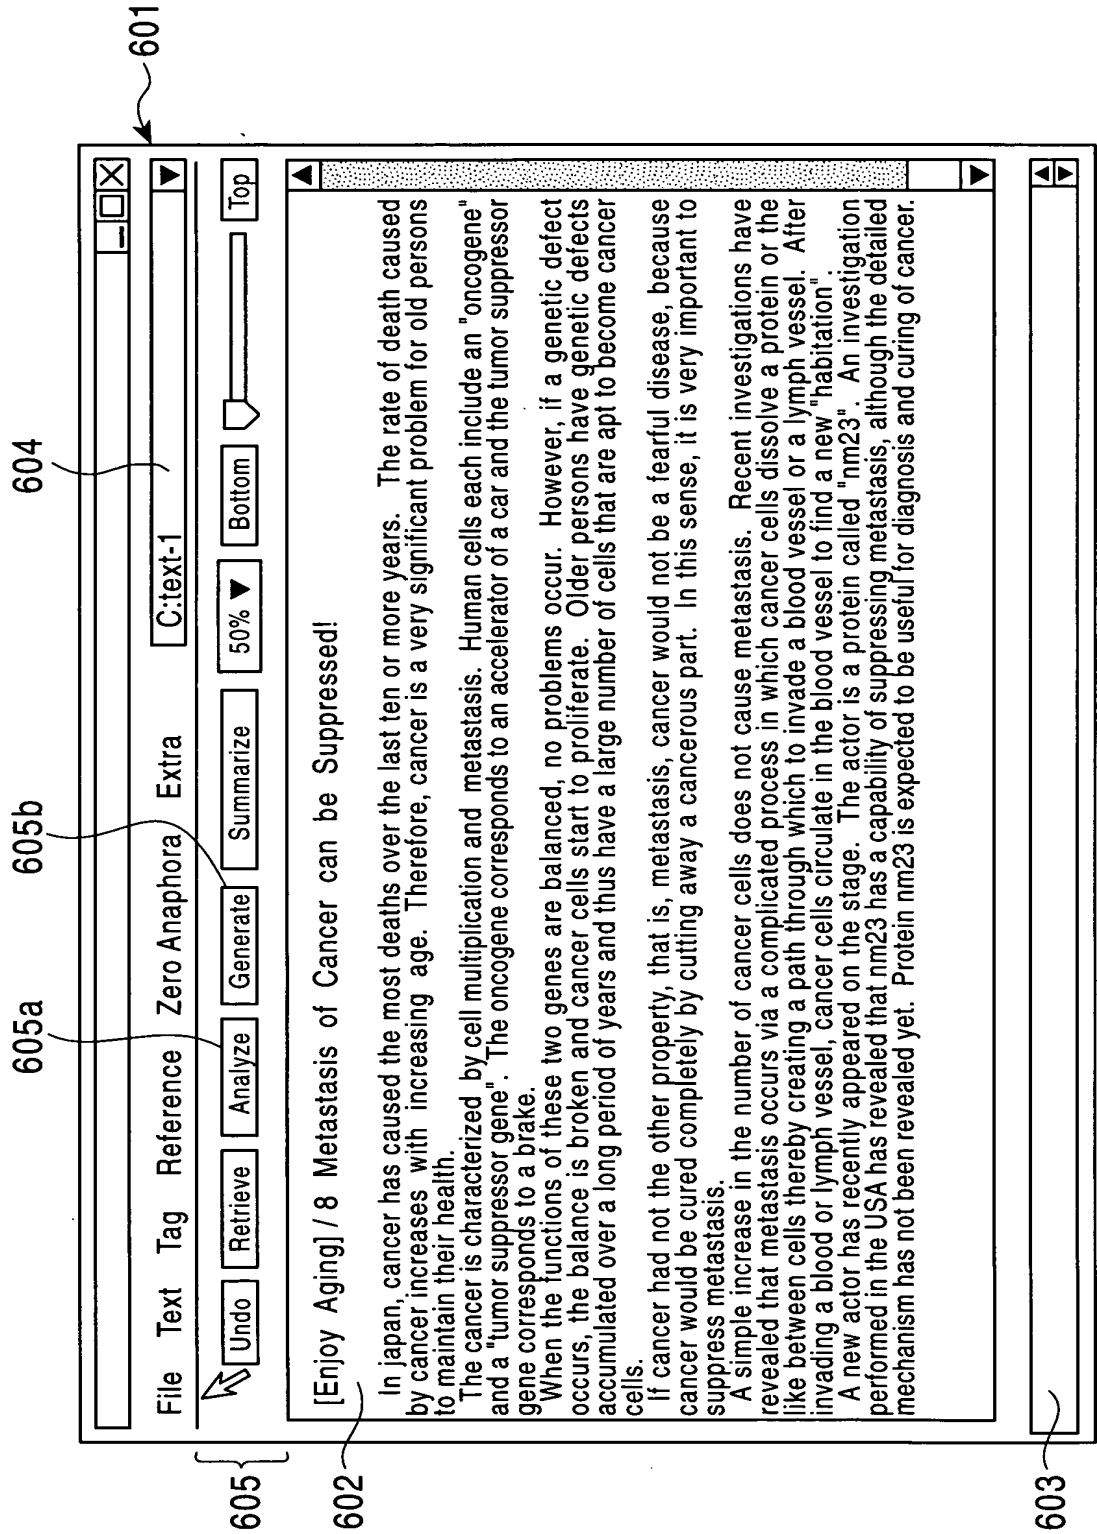 601
604
605b
605a
File Text Tag Reference Zero Anaphora Extra
C:text-1
Undo Retrieve Analyze Generate Summarize 50% ▼ Bottom Top
605
602
[Enjoy Aging] / 8 Metastasis of Cancer can be Suppressed!
In japan, cancer has caused the most deaths over the last ten or more years. The rate of death caused
by cancer increases with increasing age. Therefore, cancer is a very significant problem for old persons
to maintain their health.
The cancer is characterized by cell multiplication and metastasis. Human cells each include an "oncogene"
and a "tumor suppressor gene". The oncogene corresponds to an accelerator of a car and the tumor suppressor
gene corresponds to a brake.
When the functions of these two genes are balanced, no problems occur. However, if a genetic defect
occurs, the balance is broken and cancer cells start to proliferate. Older persons have genetic defects
accumulated over a long period of years and thus have a large number of cells that are apt to become cancer
cells.
If cancer had not the other property, that is, metastasis, cancer would not be a fearful disease, because
cancer would be cured completely by cutting away a cancerous part. In this sense, it is very important to
suppress metastasis.
A simple increase in the number of cancer cells does not cause metastasis. Recent investigations have
revealed that metastasis occurs via a complicated process in which cancer cells dissolve a protein or the
like between cells thereby creating a path through which to invade a blood vessel or a lymph vessel. After
invading a blood or lymph vessel, cancer cells circulate in the blood vessel to find a new "habitation".
A new actor has recently appeared on the stage. The actor is a protein called "nm23". An investigation
performed in the USA has revealed that nm23 has a capability of suppressing metastasis, although the detailed
mechanism has not been revealed yet. Protein nm23 is expected to be useful for diagnosis and curing of cancer.
603